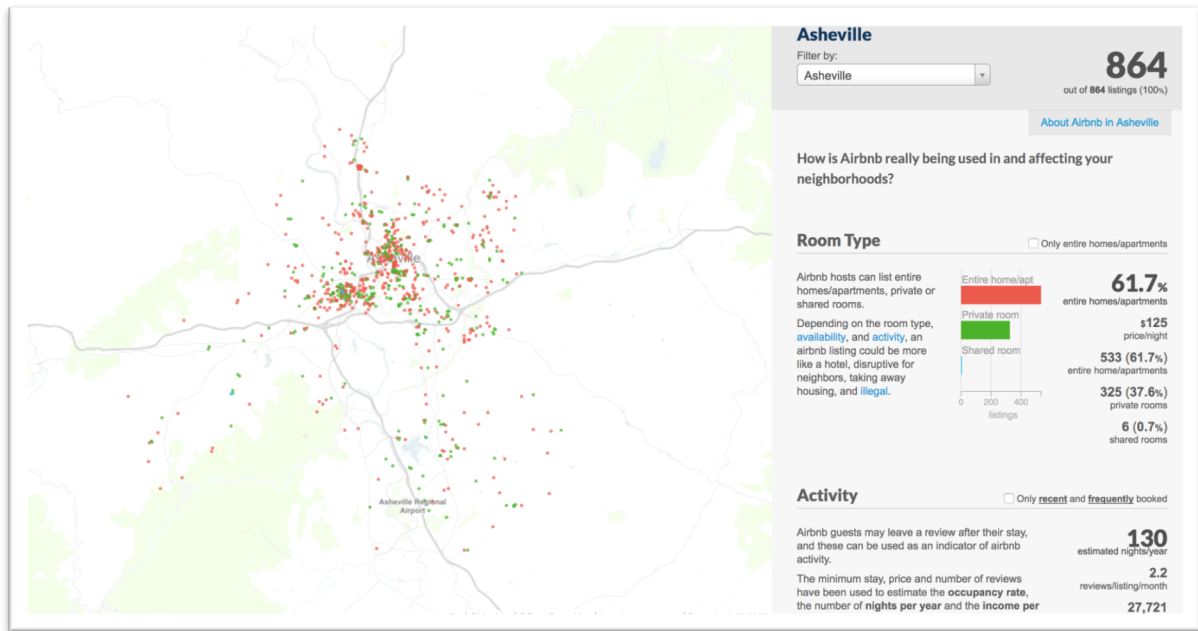 Asheville
Filter by:
Asheville
864
out of 864 listings (100%)
About Airbnb in Asheville
How is Airbnb really being used in and affecting your
neighborhoods?
Room Type
Only entire homes/apartments
Airbnb hosts can list entire
homes/apartments, private or
shared rooms.
Depending on the room type,
availability, and activity, an
airbnb listing could be more
like a hotel, disruptive for
neighbors, taking away
housing, and illegal.
Entire home/apt
Private room
Shared room
0 200 400
listings
61.7%
entire homes/apartments
$125
price/night
533 (61.7%)
entire home/apartments
325 (37.6%)
private rooms
6 (0.7%)
shared rooms
Activity
Only recent and frequently booked
Airbnb guests may leave a review after their stay,
and these can be used as an indicator of airbnb
activity.
The minimum stay, price and number of reviews
have been used to estimate the occupancy rate,
the number of nights per year and the income per
130
estimated nights/year
2.2
reviews/listing/month
27,721
Asheville
Asheville Regional
Airport